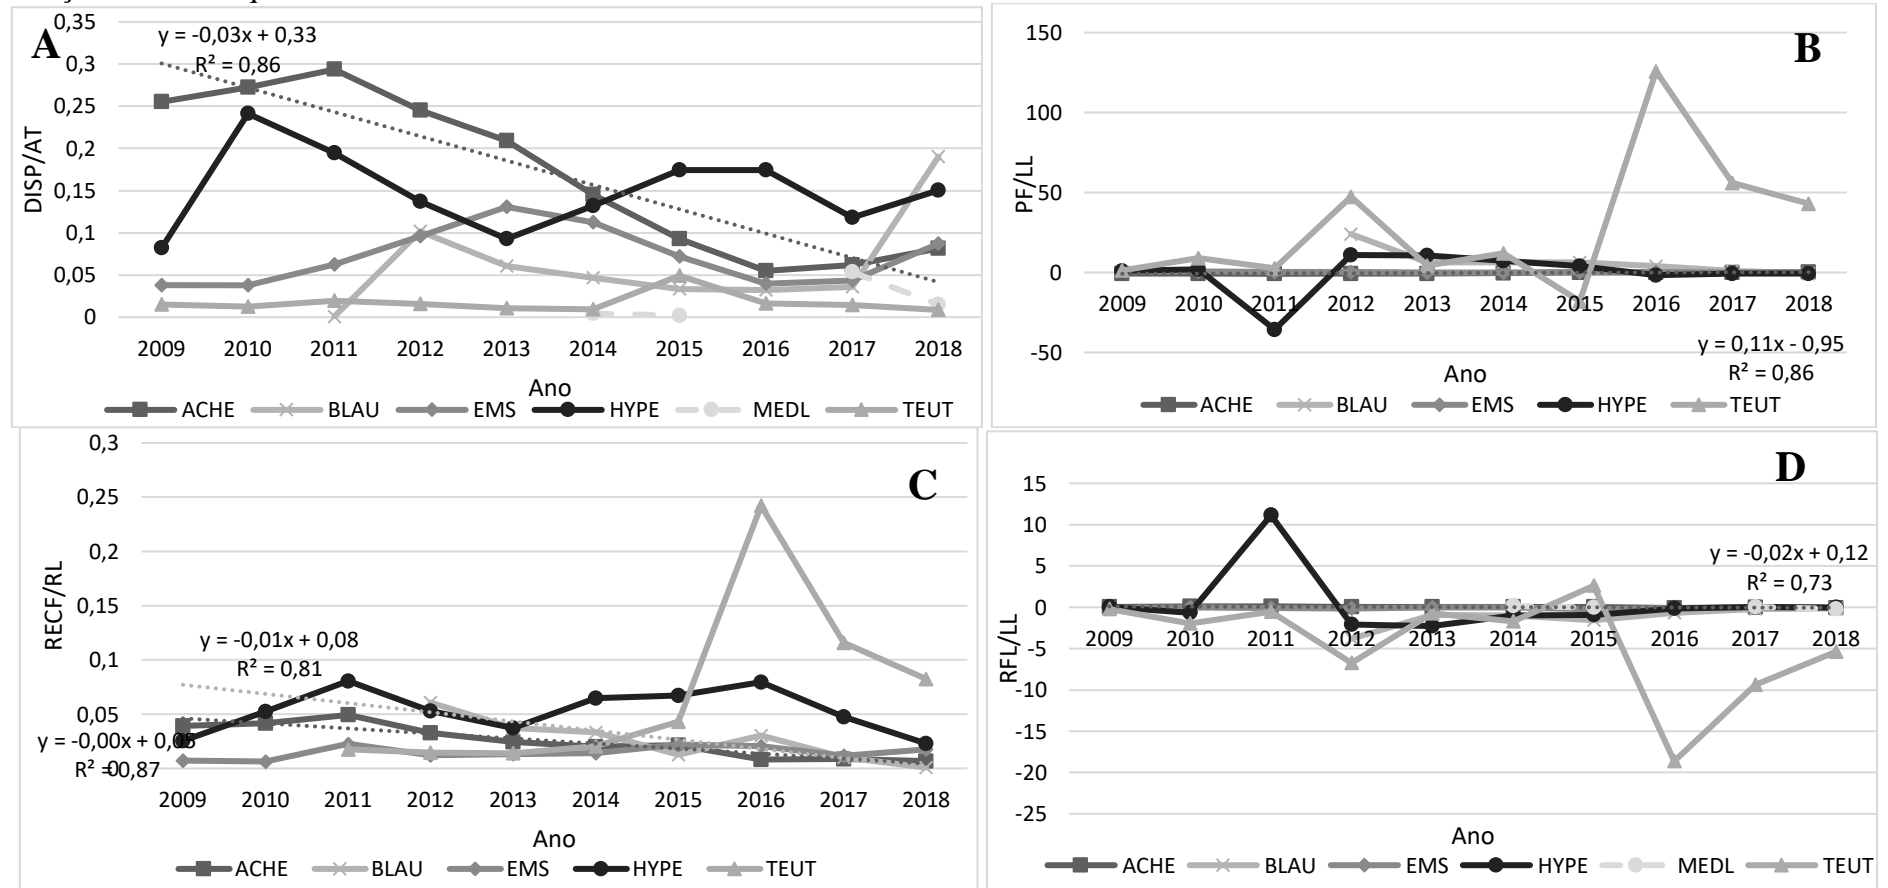 A
y = -0,03x + 0,33
R² = 0,86
0,35
0,3
0,25
0,2
0,15
0,1
0,05
0
DISP/AT
2009 2010 2011 2012 2013 2014 2015 2016 2017 2018
Ano
ACHE BLAU EMS HYPE MEDL TEUT
B
150
100
50
0
-50
PF/LL
2009 2010 2011 2012 2013 2014 2015 2016 2017 2018
y = 0,11x - 0,95
R² = 0,86
Ano
ACHE BLAU EMS HYPE TEUT
C
0,3
0,25
0,2
0,15
0,1
0,05
0
RECF/RL
y = -0,01x + 0,08
R² = 0,81
y = -0,00x + 0,05
R² = 0,87
2009 2010 2011 2012 2013 2014 2015 2016 2017 2018
Ano
ACHE BLAU EMS HYPE TEUT
D
15
10
5
0
-5
-10
-15
-20
-25
RFL/LL
y = -0,02x + 0,12
R² = 0,73
2009 2010 2011 2012 2013 2014 2015 2016 2017 2018
Ano
ACHE BLAU EMS HYPE MEDL TEUT